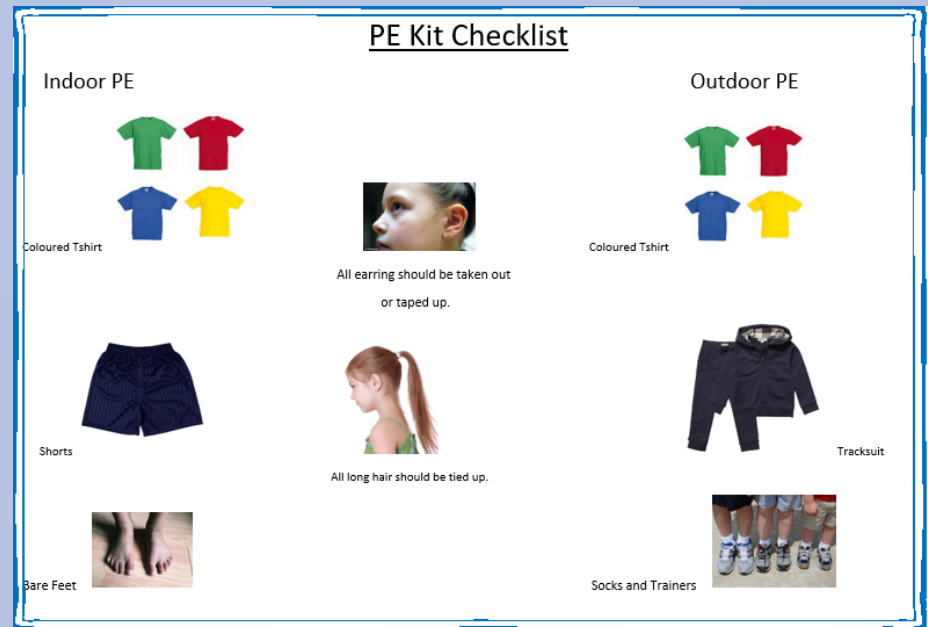 PE Kit Checklist
Indoor PE
Outdoor PE
Coloured Tshirt
Coloured Tshirt
All earring should be taken out
or taped up.
Shorts
Tracksuit
All long hair should be tied up.
Bare Feet
Socks and Trainers